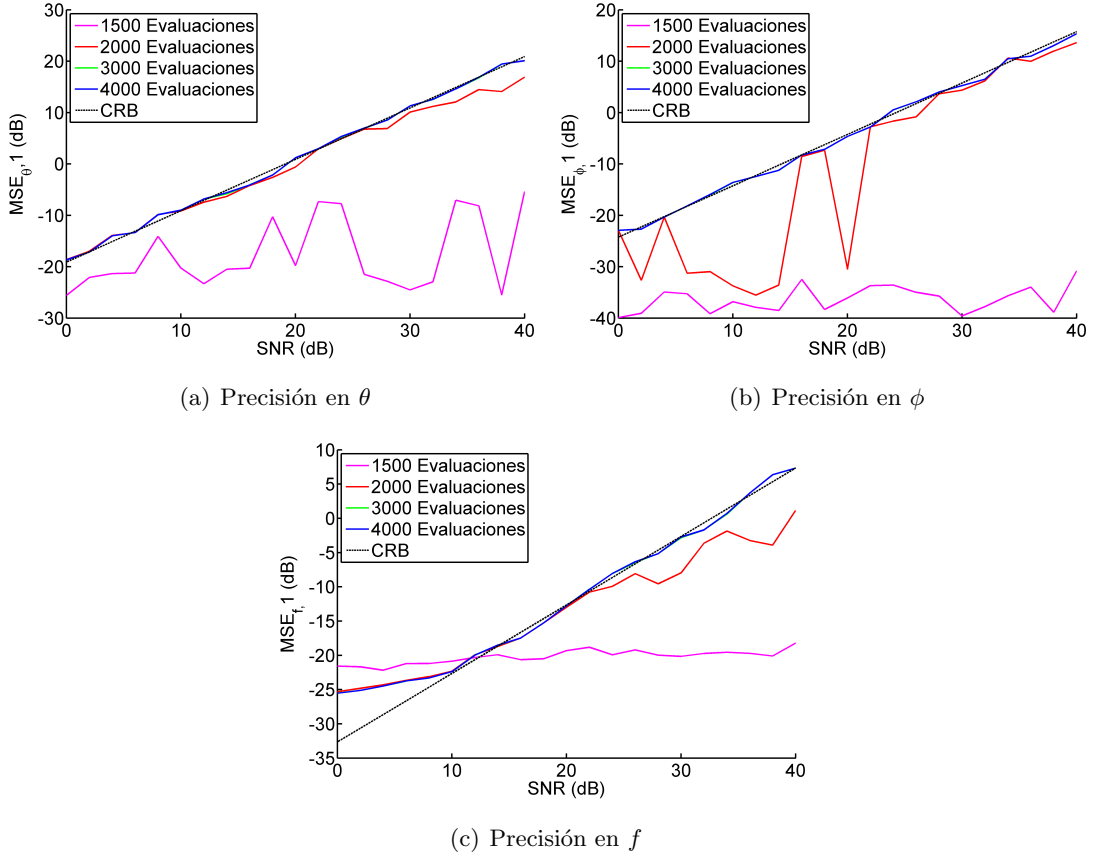 30
20
10
0
-10
-20
-30
MSEθ,1 (dB)
1500 Evaluaciones
2000 Evaluaciones
3000 Evaluaciones
4000 Evaluaciones
CRB
0 10 20 30 40
SNR (dB)
(a) Precisión en θ
20
10
0
-10
-20
-30
-40
MSEϕ,1 (dB)
1500 Evaluaciones
2000 Evaluaciones
3000 Evaluaciones
4000 Evaluaciones
CRB
0 10 20 30 40
SNR (dB)
(b) Precisión en ϕ
10
5
0
-5
-10
-15
-20
-25
-30
-35
MSEf,1 (dB)
1500 Evaluaciones
2000 Evaluaciones
3000 Evaluaciones
4000 Evaluaciones
CRB
0 10 20 30 40
SNR (dB)
(c) Precisión en f